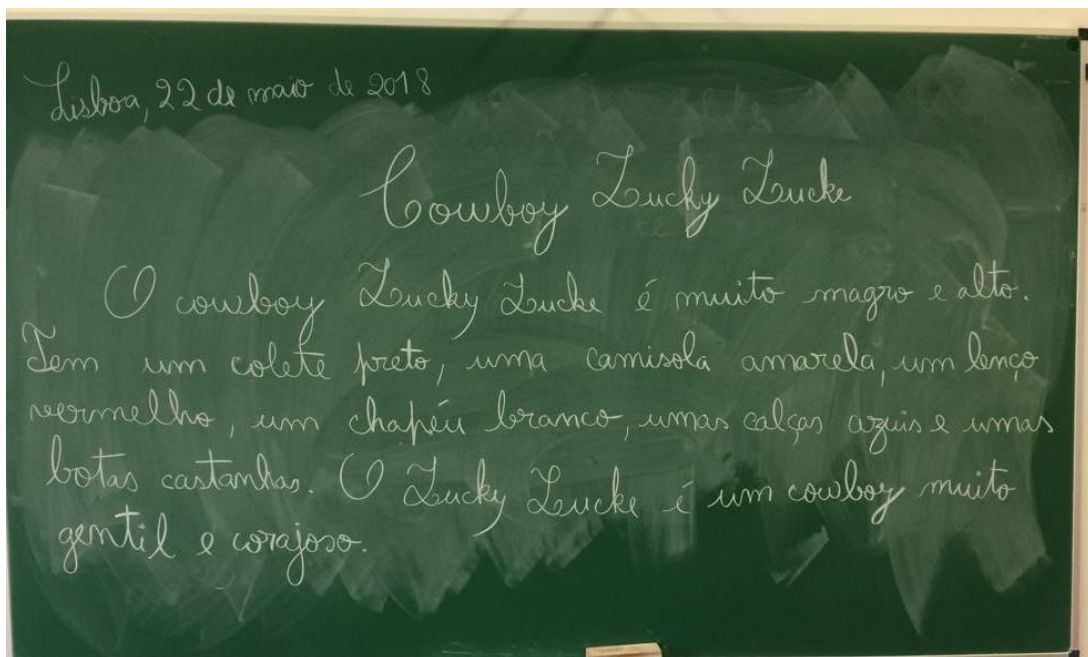 Lisboa, 22 de maio de 2018
Cowboy Lucky Lucke
O cowboy Lucky Lucke é muito magro e alto.
Tem um colete preto, uma camisola amarela, um lenço
vermelho, um chapéu branco, umas calças azuis e umas
botas castanhas. O Lucky Lucke é um cowboy muito
gentil e corajoso.